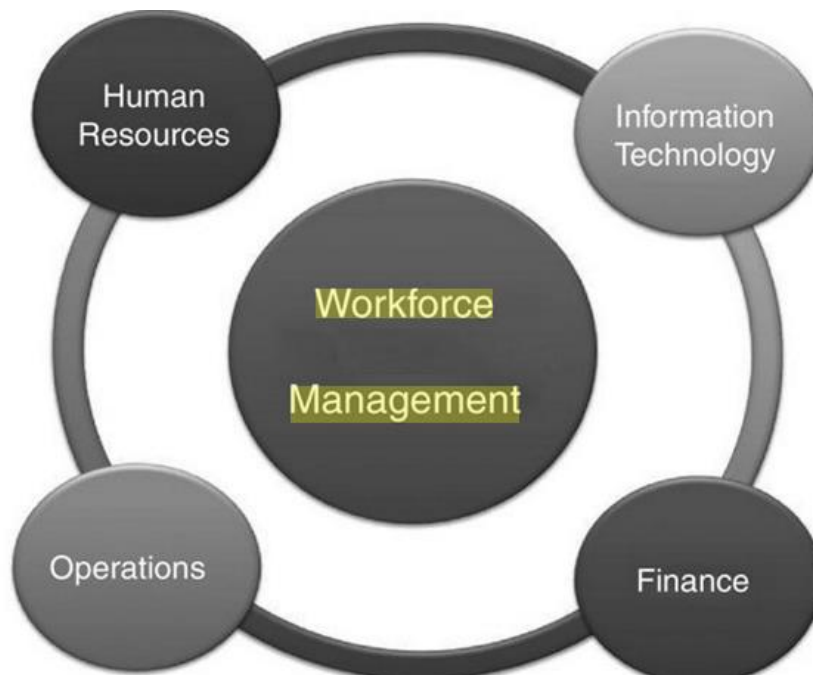 Human
Resources
Information
Technology
Workforce
Management
Operations
Finance